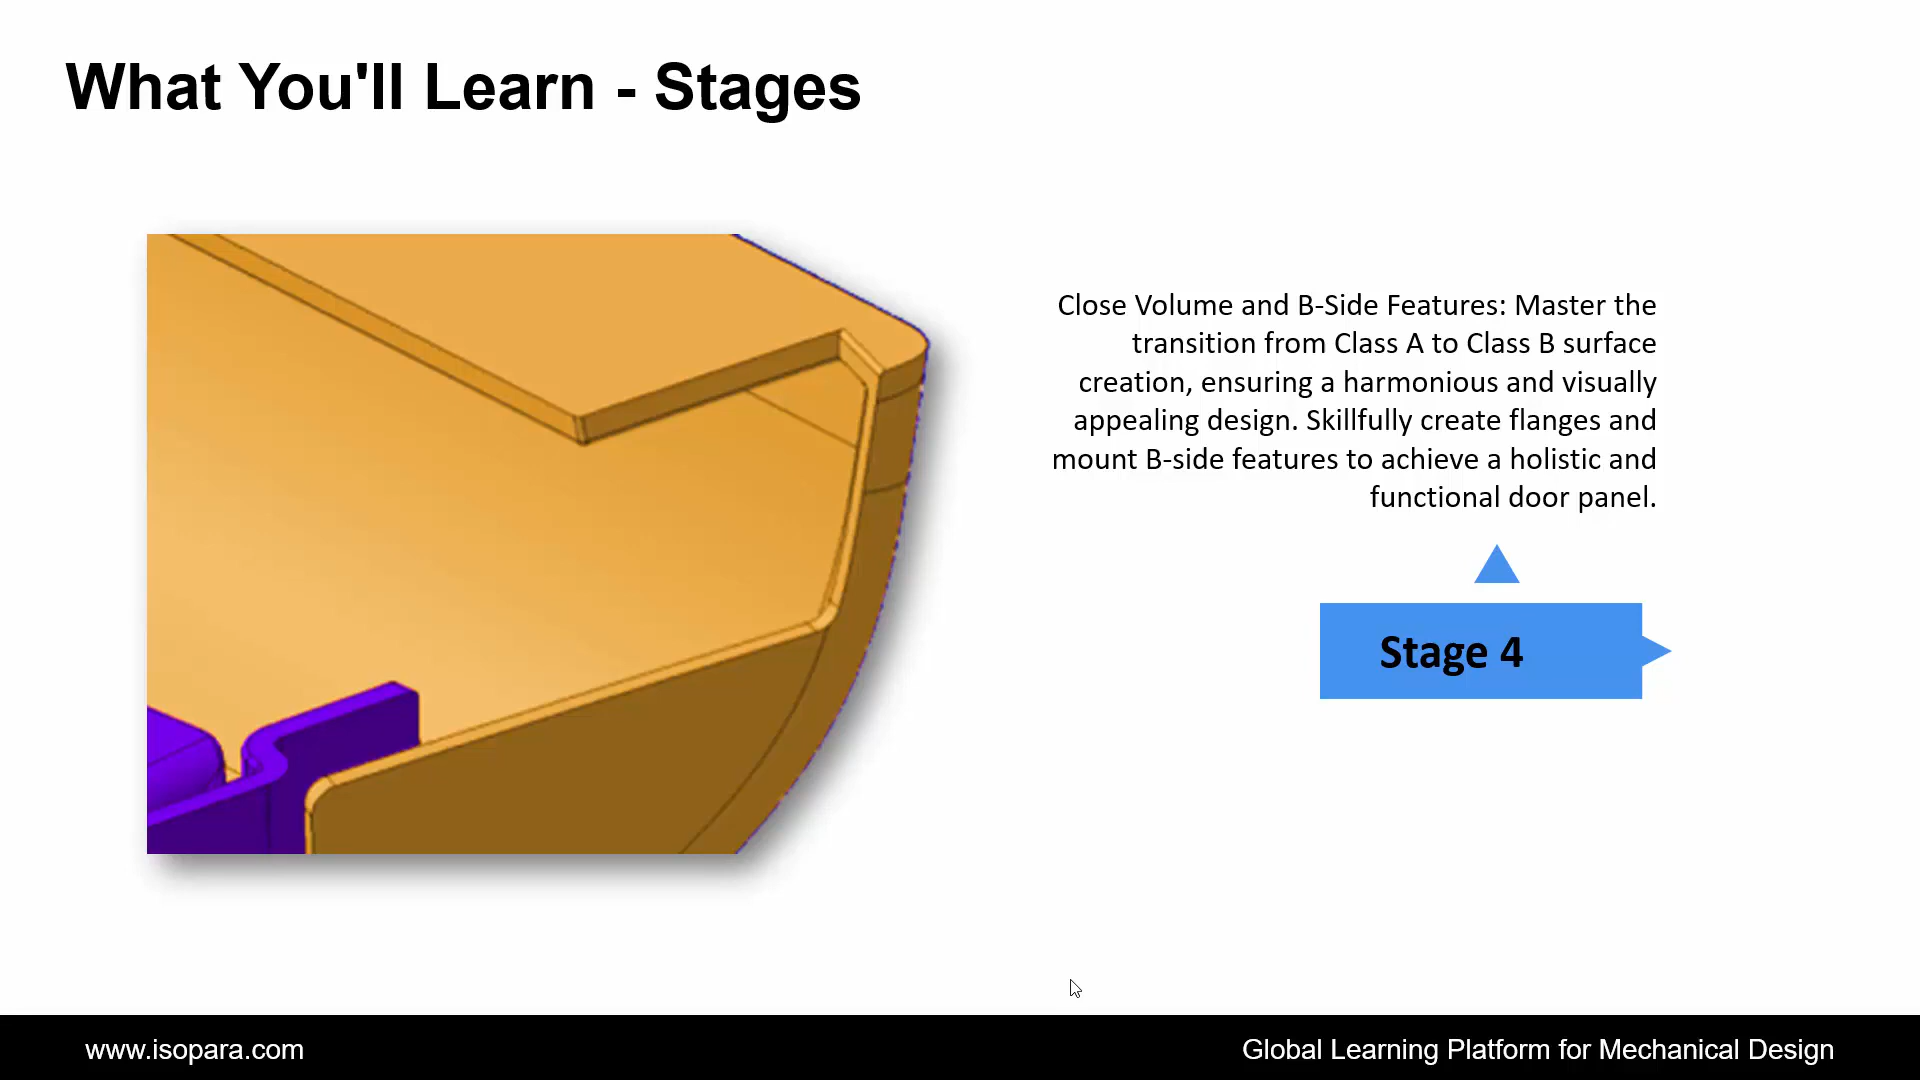 What You'll Learn - Stages
Close Volume and B-Side Features: Master the
transition from Class A to Class B surface
creation, ensuring a harmonious and visually
appealing design. Skillfully create flanges and
mount B-side features to achieve a holistic and
functional door panel.
Stage 4
www.isopara.com
Global Learning Platform for Mechanical Design